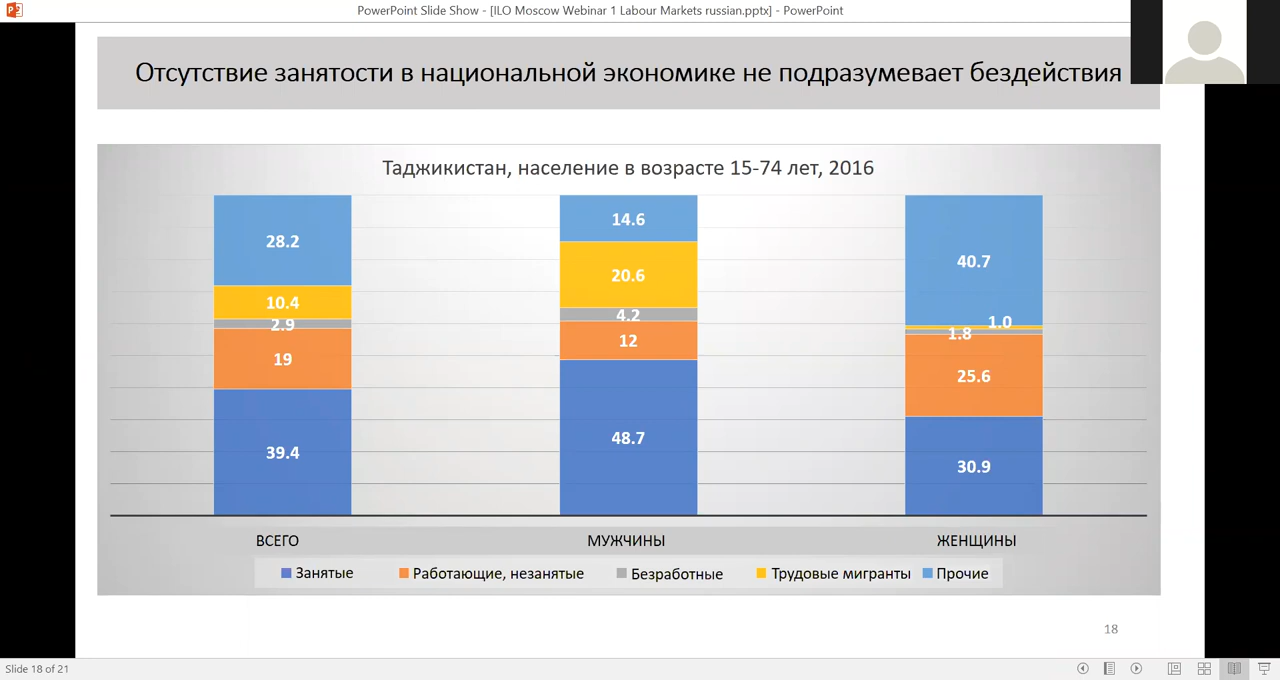 PowerPoint Slide Show - [ILO Moscow Webinar 1 Labour Markets russian.pptx] - PowerPoint
Отсутствие занятости в национальной экономике не подразумевает бездействия
Таджикистан, население в возрасте 15-74 лет, 2016
28.2
10.4
2.9
19
39.4
14.6
20.6
4.2
12
48.7
40.7
1.0
1.8
25.6
30.9
ВСЕГО
МУЖЧИНЫ
ЖЕНЩИНЫ
Занятые
Работающие, незанятые
Безработные
Трудовые мигранты
Прочие
18
Slide 18 of 21